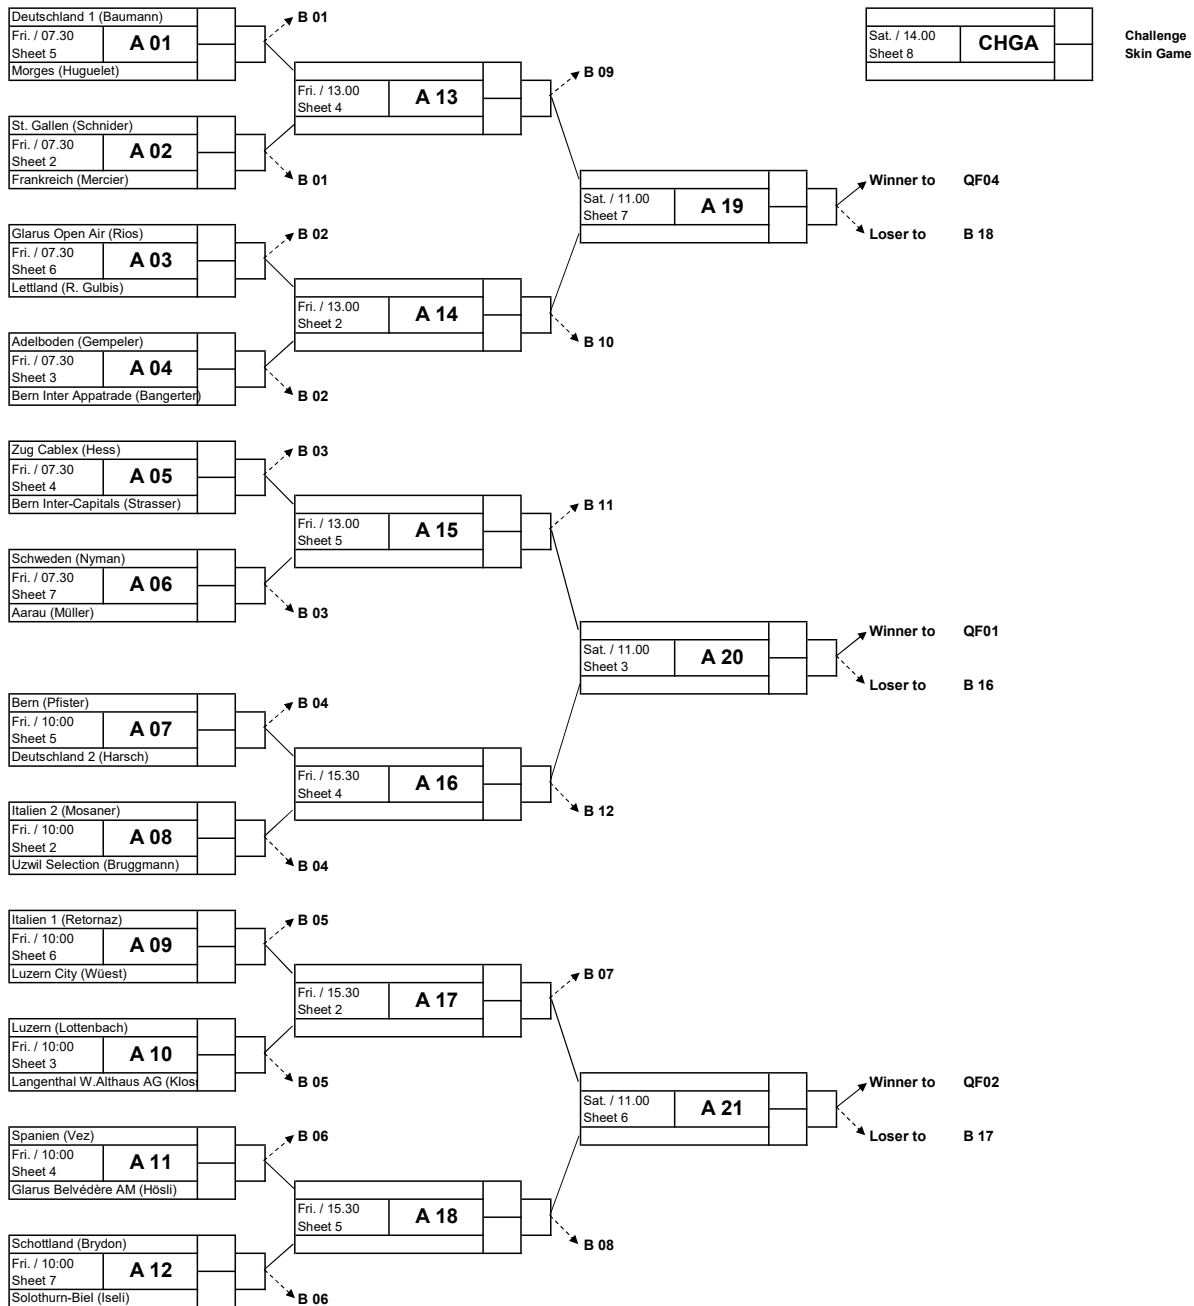 Deutschland 1 (Baumann)
Fri. / 07.30
Sheet 5
A 01
Morges (Huguelet)
B 01
St. Gallen (Schnider)
Fri. / 07.30
Sheet 2
A 02
Frankreich (Mercier)
B 01
Fri. / 13.00
Sheet 4
A 13
B 09
Glarus Open Air (Rios)
Fri. / 07.30
Sheet 6
A 03
Lettland (R. Gulbis)
B 02
Adelboden (Gempeler)
Fri. / 07.30
Sheet 3
A 04
Bern Inter Appatrade (Bangerter)
B 02
Fri. / 13.00
Sheet 2
A 14
B 10
Sat. / 11.00
Sheet 7
A 19
Winner to QF04
Loser to B 18
Sat. / 14.00
Sheet 8
CHGA
Challenge
Skin Game
Zug Cablex (Hess)
Fri. / 07.30
Sheet 4
A 05
Bern Inter-Capitals (Strasser)
B 03
Schweden (Nyman)
Fri. / 07.30
Sheet 7
A 06
Aarau (Müller)
B 03
Fri. / 13.00
Sheet 5
A 15
B 11
Bern (Pfister)
Fri. / 10:00
Sheet 5
A 07
Deutschland 2 (Harsch)
B 04
Italien 2 (Mosaner)
Fri. / 10:00
Sheet 2
A 08
Uzwil Selection (Bruggmann)
B 04
Fri. / 15.30
Sheet 4
A 16
B 12
Sat. / 11.00
Sheet 3
A 20
Winner to QF01
Loser to B 16
Italien 1 (Retornaz)
Fri. / 10:00
Sheet 6
A 09
Luzern City (Wüest)
B 05
Luzern (Lottenbach)
Fri. / 10:00
Sheet 3
A 10
Langenthal W.Althaus AG (Klos
B 05
Fri. / 15.30
Sheet 2
A 17
B 07
Spanien (Vez)
Fri. / 10:00
Sheet 4
A 11
Glarus Belvédère AM (Hösli)
B 06
Schottland (Brydon)
Fri. / 10:00
Sheet 7
A 12
Solothurn-Biel (Iseli)
B 06
Fri. / 15.30
Sheet 5
A 18
B 08
Sat. / 11.00
Sheet 6
A 21
Winner to QF02
Loser to B 17